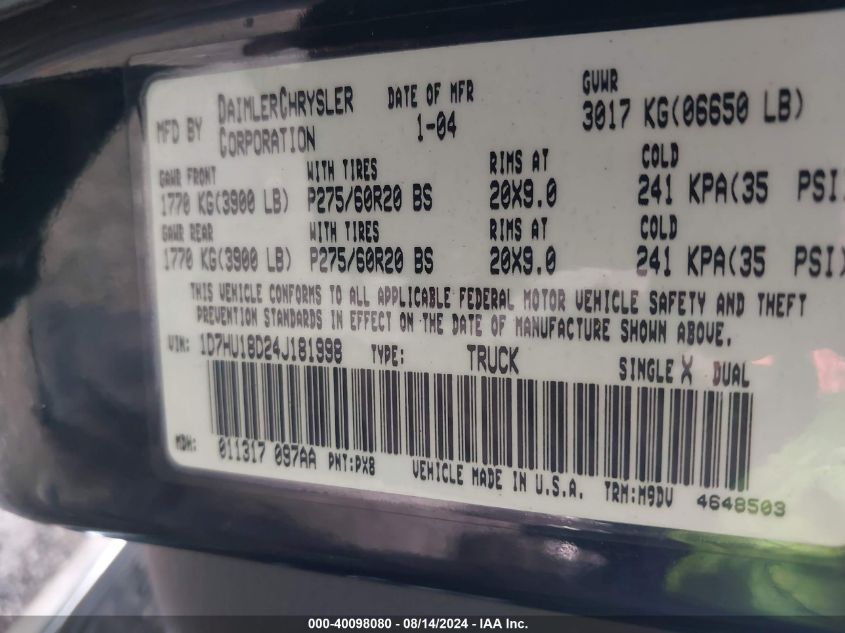 MFD BY DAIMLERCHRYSLER CORPORATION DATE OF MFR 1-04 GVWR 3017 KG(06650 LB)
GAWR FRONT WITH TIRES RIMS AT COLD
1770 KG(3900 LB) P275/60R20 BS 20X9.0 241 KPA(35 PSI)
GAWR REAR WITH TIRES RIMS AT COLD
1770 KG(3900 LB) P275/60R20 BS 20X9.0 241 KPA(35 PSI)
THIS VEHICLE CONFORMS TO ALL APPLICABLE FEDERAL MOTOR VEHICLE SAFETY AND THEFT
PREVENTION STANDARDS IN EFFECT ON THE DATE OF MANUFACTURE SHOWN ABOVE.
VIN: 1D7HU18D24J181998 TYPE: TRUCK SINGLE X DUAL
MDH: 011317 097AA PNT:PX8 VEHICLE MADE IN U.S.A. TRM:M9DV 4648503
000-40098080 - 08/14/2024 - IAA Inc.